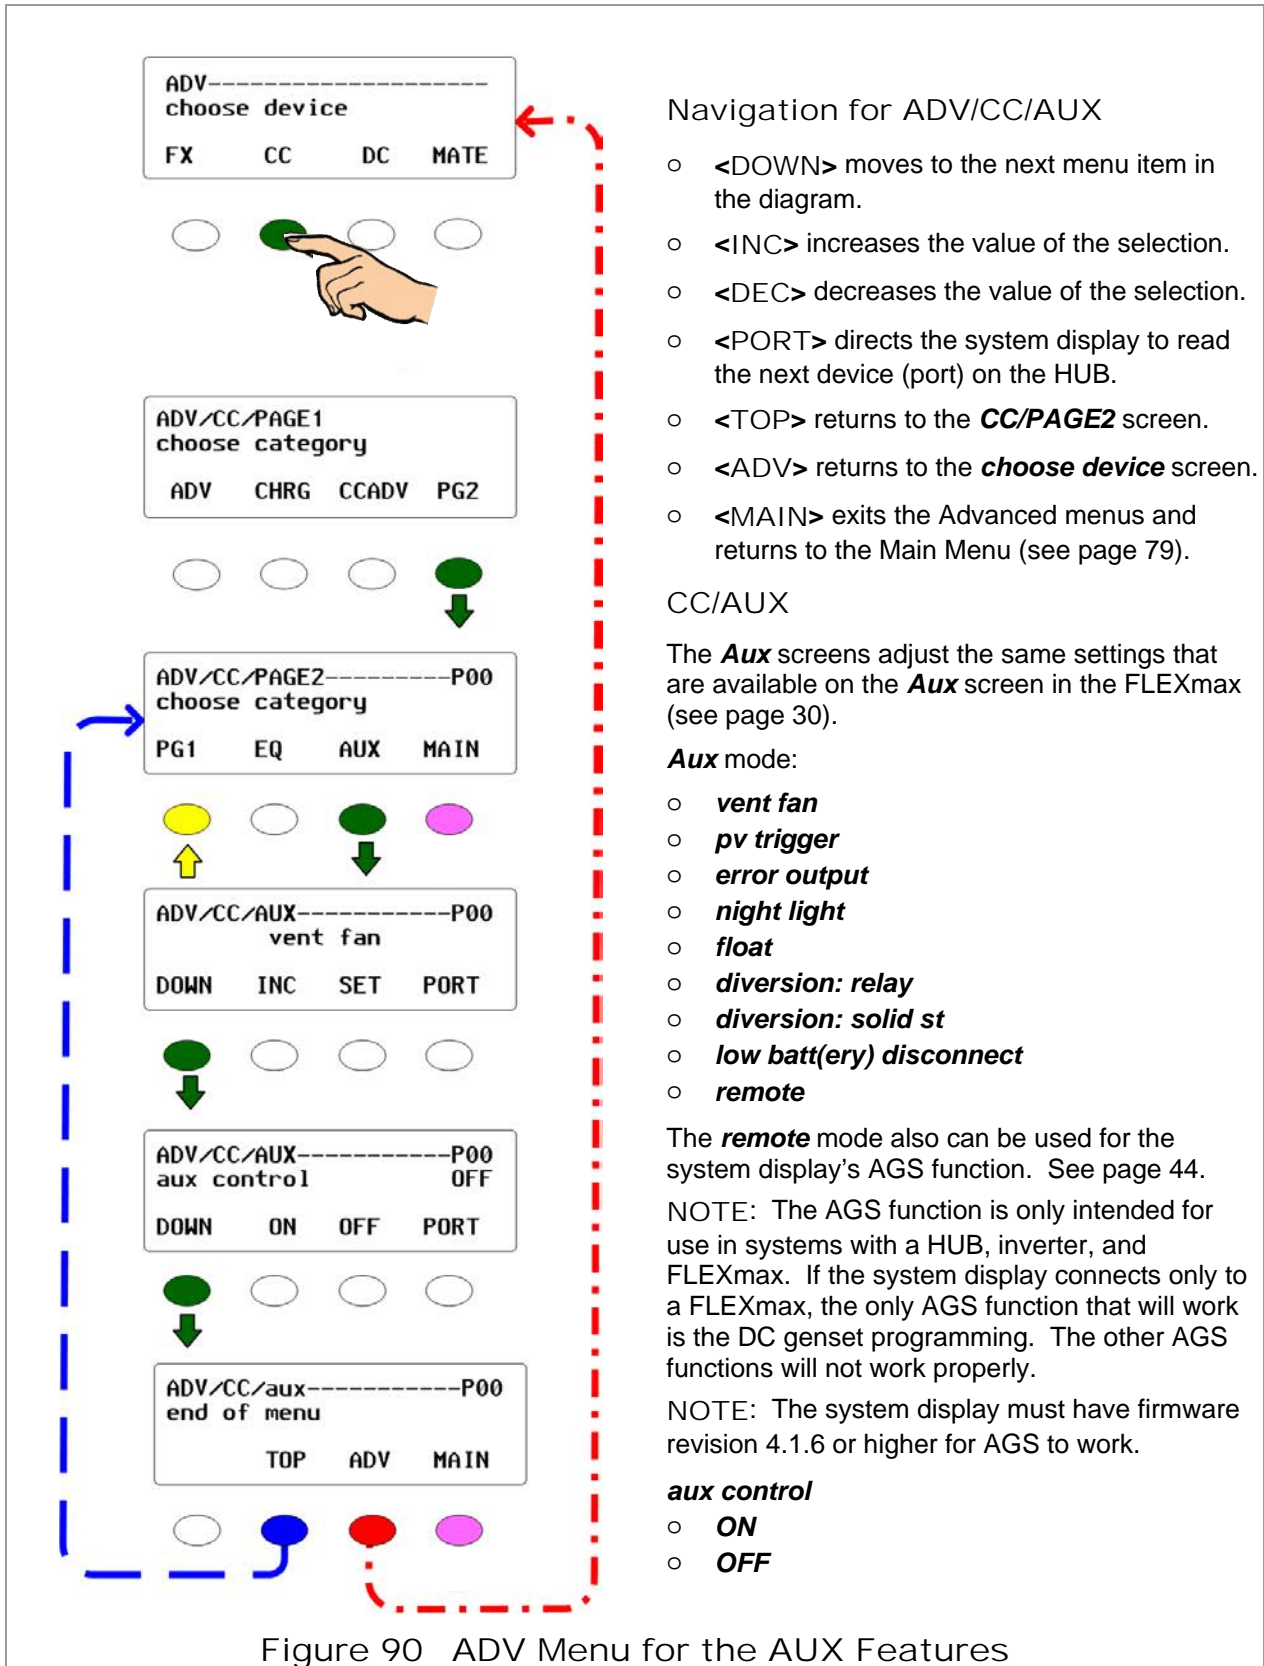 ADV-----------------------
choose device
FX CC DC MATE
ADV/CC/PAGE1
choose category
ADV CHRG CCADV PG2
ADV/CC/PAGE2----------P00
choose category
PG1 EQ AUX MAIN
ADV/CC/AUX------------P00
vent fan
DOWN INC SET PORT
ADV/CC/AUX------------P00
aux control OFF
DOWN ON OFF PORT
ADV/CC/aux------------P00
end of menu
TOP ADV MAIN
Navigation for ADV/CC/AUX
o <DOWN> moves to the next menu item in
the diagram.
o <INC> increases the value of the selection.
o <DEC> decreases the value of the selection.
o <PORT> directs the system display to read
the next device (port) on the HUB.
o <TOP> returns to the CC/PAGE2 screen.
o <ADV> returns to the choose device screen.
o <MAIN> exits the Advanced menus and
returns to the Main Menu (see page 79).
CC/AUX
The Aux screens adjust the same settings that
are available on the Aux screen in the FLEXmax
(see page 30).
Aux mode:
o vent fan
o pv trigger
o error output
o night light
o float
o diversion: relay
o diversion: solid st
o low batt(ery) disconnect
o remote
The remote mode also can be used for the
system display's AGS function. See page 44.
NOTE: The AGS function is only intended for
use in systems with a HUB, inverter, and
FLEXmax. If the system display connects only to
a FLEXmax, the only AGS function that will work
is the DC genset programming. The other AGS
functions will not work properly.
NOTE: The system display must have firmware
revision 4.1.6 or higher for AGS to work.
aux control
o ON
o OFF
Figure 90 ADV Menu for the AUX Features